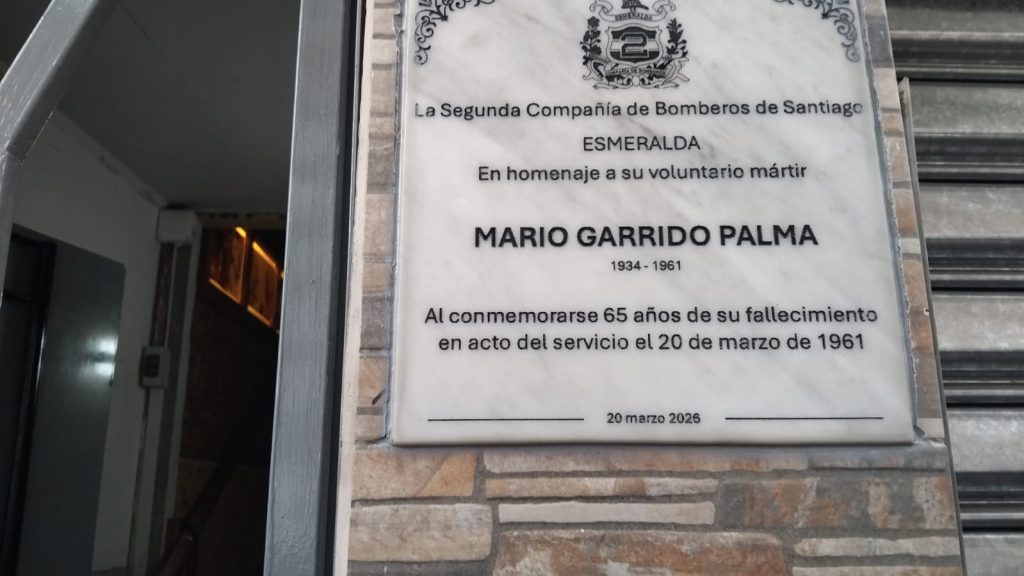 ESMERALDA
2
La Segunda Compañía de Bomberos de Santiago
ESMERALDA
En homenaje a su voluntario mártir
MARIO GARRIDO PALMA
1934 - 1961
Al conmemorarse 65 años de su fallecimiento
en acto del servicio el 20 de marzo de 1961
20 marzo 2026